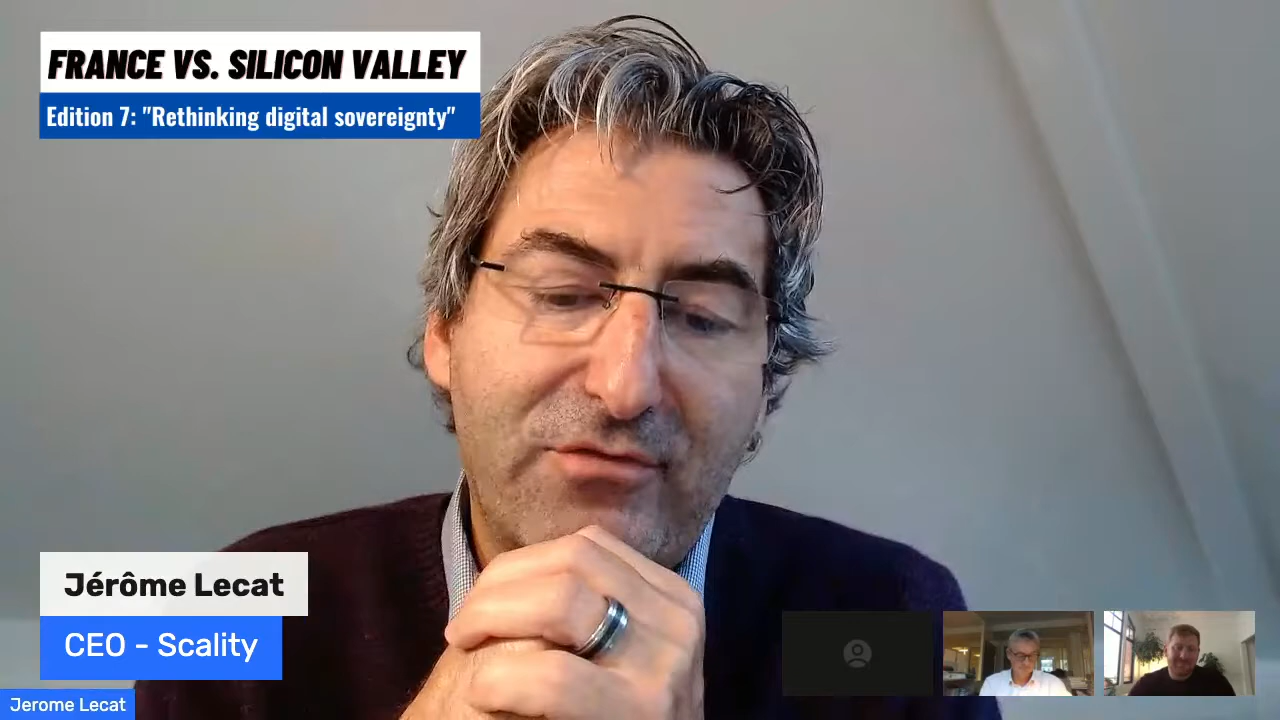 FRANCE VS. SILICON VALLEY
Edition 7: "Rethinking digital sovereignty"
Jérôme Lecat
CEO - Scality
Jerome Lecat